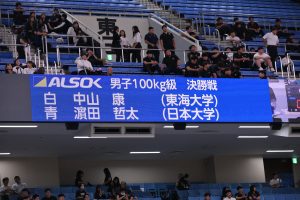 東
ALSOK 男子100kg級 決勝戦
白 中山 康 (東海大学)
青 濵田 哲太 (日本大学)